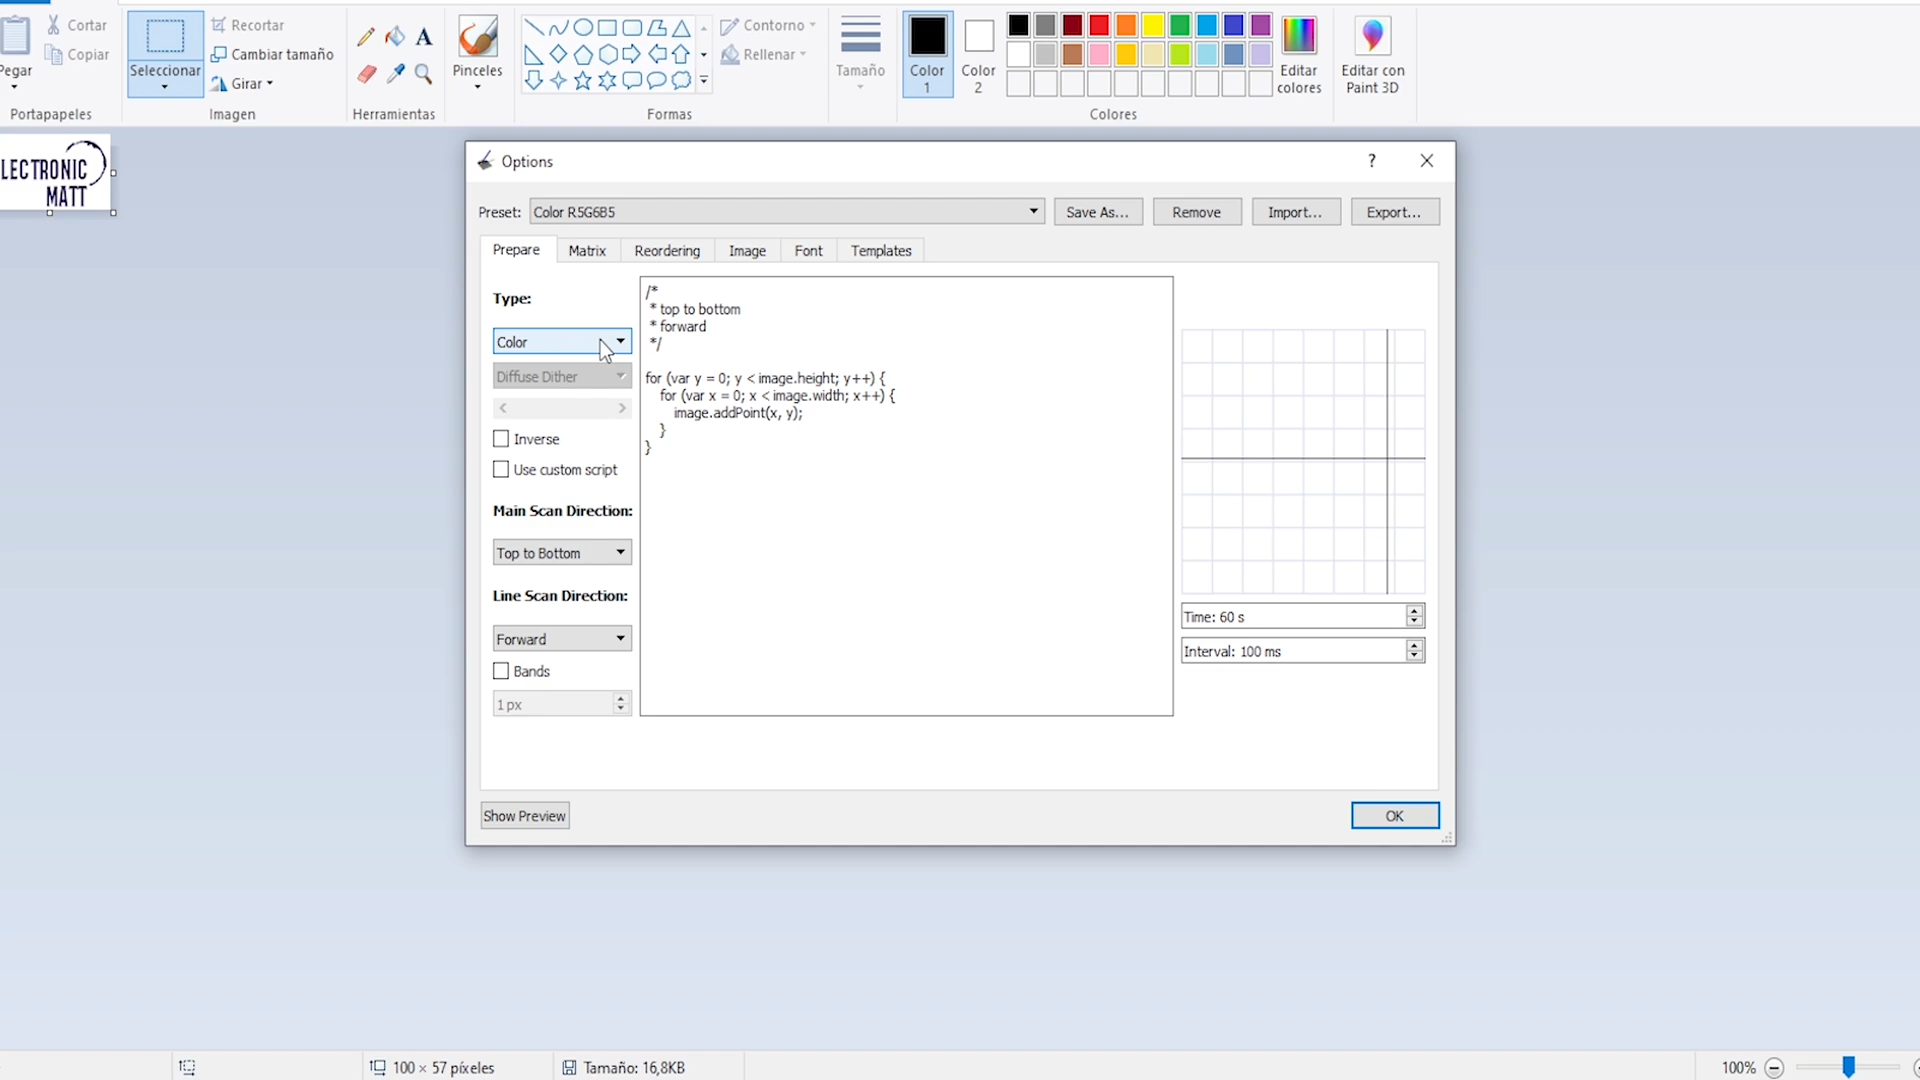 Pegar
Cortar
Copiar
Portapapeles
Seleccionar
Recortar
Cambiar tamaño
Girar
Imagen
Herramientas
Pinceles
Formas
Contorno
Rellenar
Tamaño
Color
1
Color
2
Colores
Editar
colores
Editar con
Paint 3D
LECTRONIC
MATT
Options
?
Preset: Color R5G6B5 Save As... Remove Import... Export...
Prepare Matrix Reordering Image Font Templates
Type:
Color
Diffuse Dither
Inverse
Use custom script
Main Scan Direction:
Top to Bottom
Line Scan Direction:
Forward
Bands
1 px
/*
* top to bottom
* forward
*/
for (var y = 0; y < image.height; y++) {
for (var x = 0; x < image.width; x++) {
image.addPoint(x, y);
}
}
Time: 60 s
Interval: 100 ms
Show Preview
OK
100 × 57 píxeles
Tamaño: 16,8KB
100%